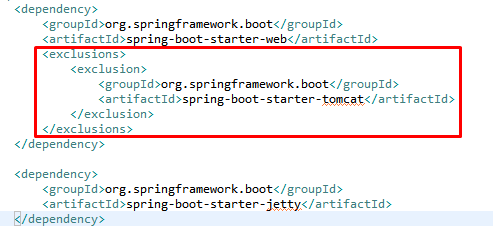 <dependency>
<groupId>org.springframework.boot</groupId>
<artifactId>spring-boot-starter-web</artifactId>
<exclusions>
<exclusion>
<groupId>org.springframework.boot</groupId>
<artifactId>spring-boot-starter-tomcat</artifactId>
</exclusion>
</exclusions>
</dependency>
<dependency>
<groupId>org.springframework.boot</groupId>
<artifactId>spring-boot-starter-jetty</artifactId>
</dependency>